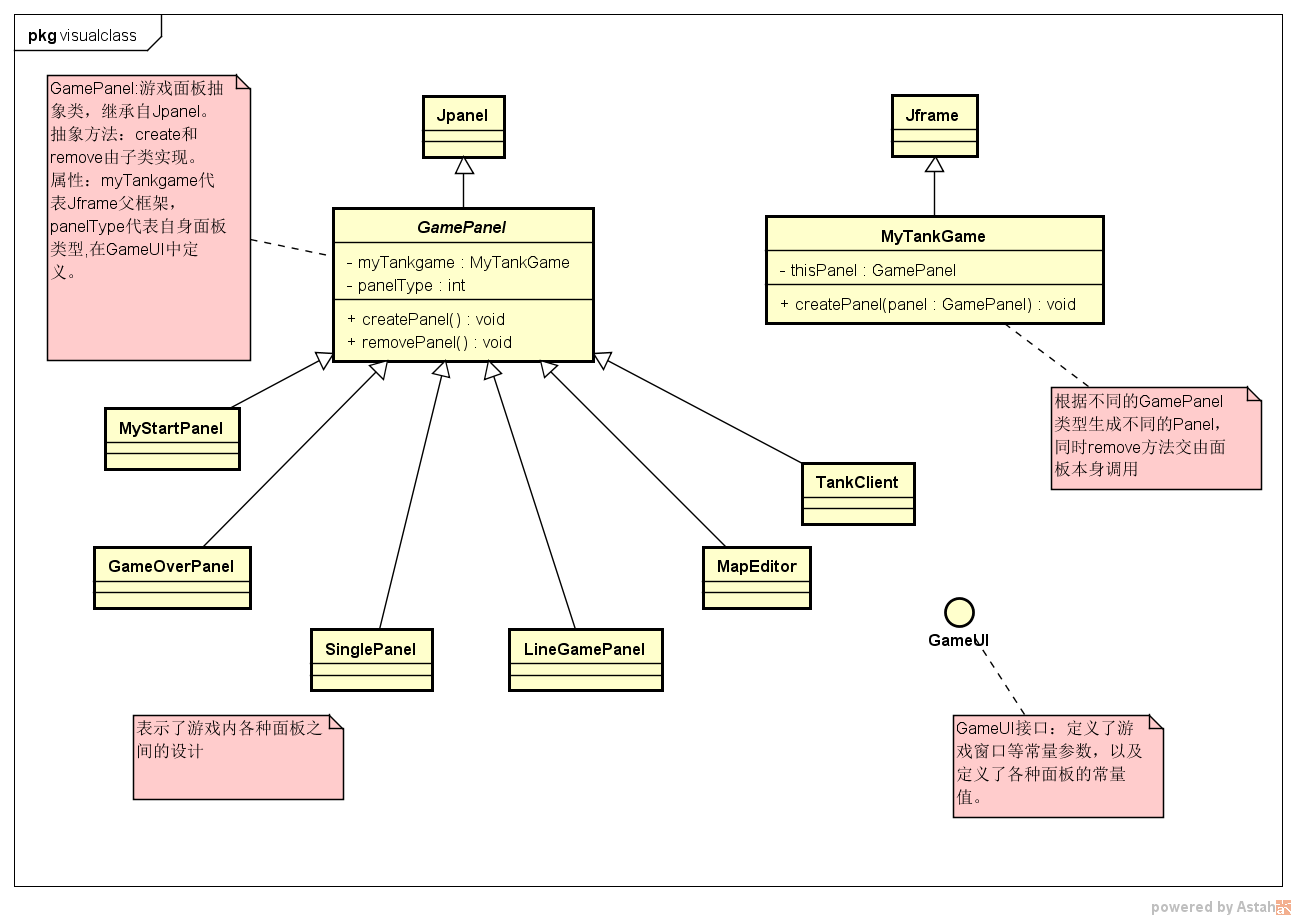 pkg visualclass
GamePanel:游戏面板抽
象类，继承自Jpanel。
抽象方法：create和
remove由子类实现。
属性：myTankgame代
表Jframe父框架，
panelType代表自身面板
类型,在GameUI中定
义。
Jpanel
Jframe
GamePanel
- myTankgame : MyTankGame
- panelType : int
+ createPanel() : void
+ removePanel() : void
MyTankGame
- thisPanel : GamePanel
+ createPanel(panel : GamePanel) : void
根据不同的GamePanel
类型生成不同的Panel，
同时remove方法交由面
板本身调用
MyStartPanel
TankClient
GameOverPanel
MapEditor
SinglePanel
LineGamePanel
GameUI
表示了游戏内各种面板之
间的设计
GameUI接口：定义了游
戏窗口等常量参数，以及
定义了各种面板的常量
值。
powered by Astah